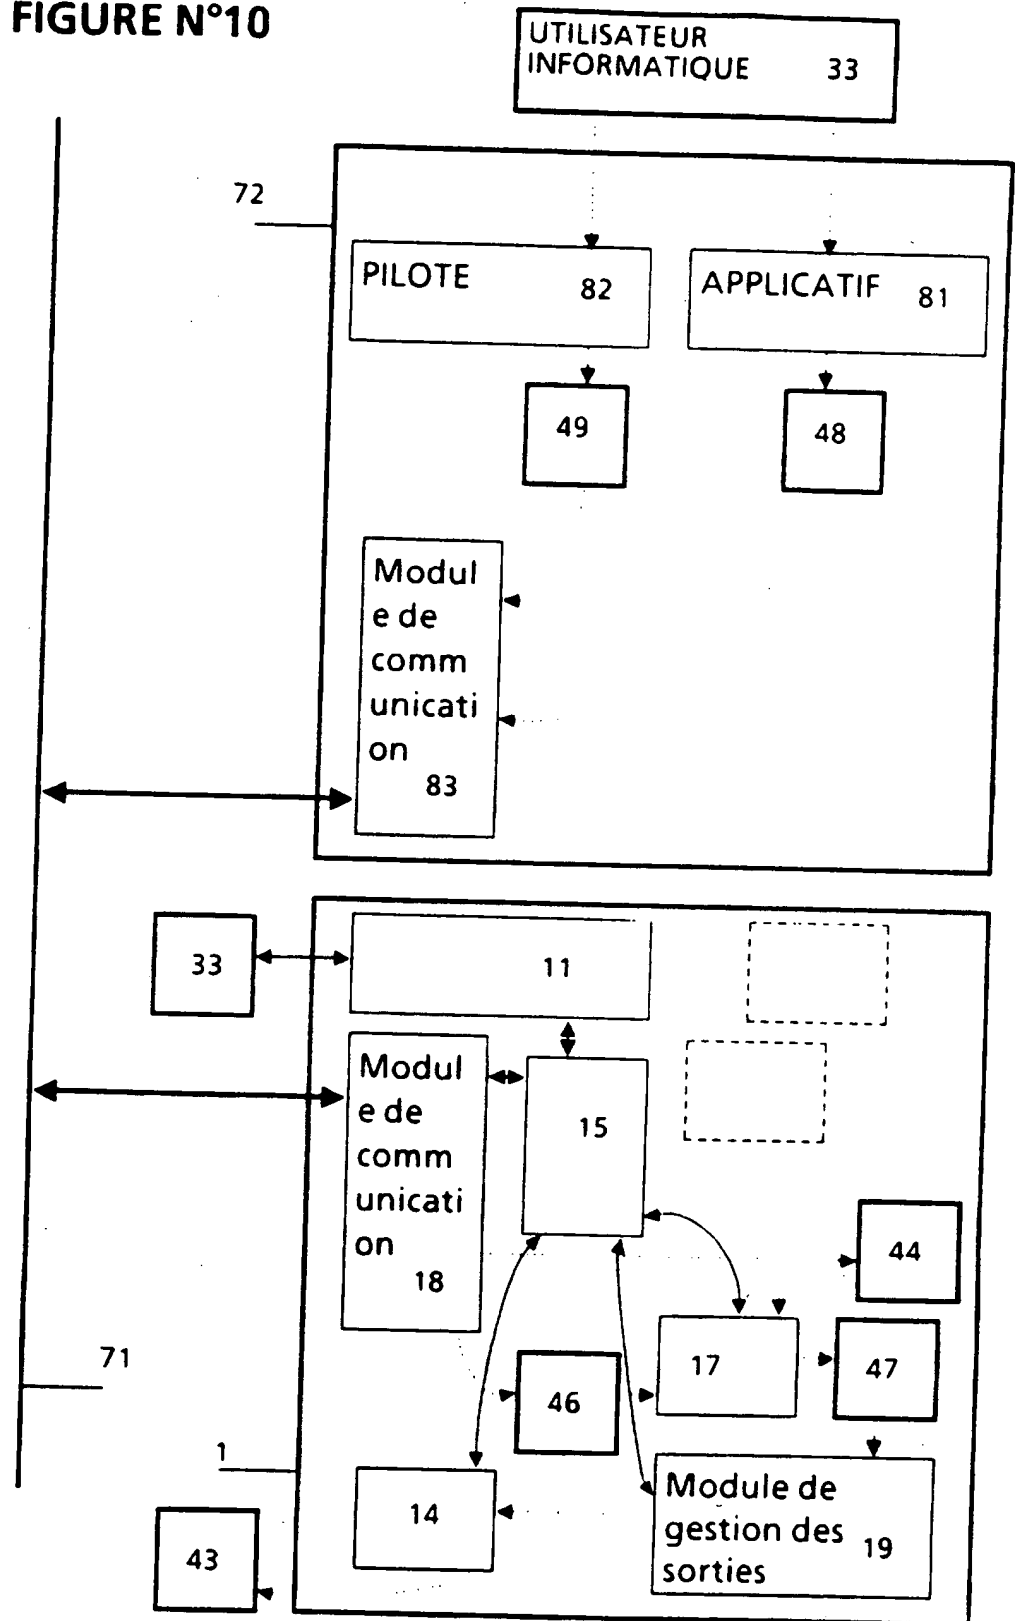 FIGURE N°10
UTILISATEUR
INFORMATIQUE 33
72
PILOTE 82
APPLICATIF 81
49
48
Modul
e de
comm
unicati
on
83
33
11
Modul
e de
comm
unicati
on
18
15
44
71
17
47
46
1
14
Module de
gestion des
sorties 19
43